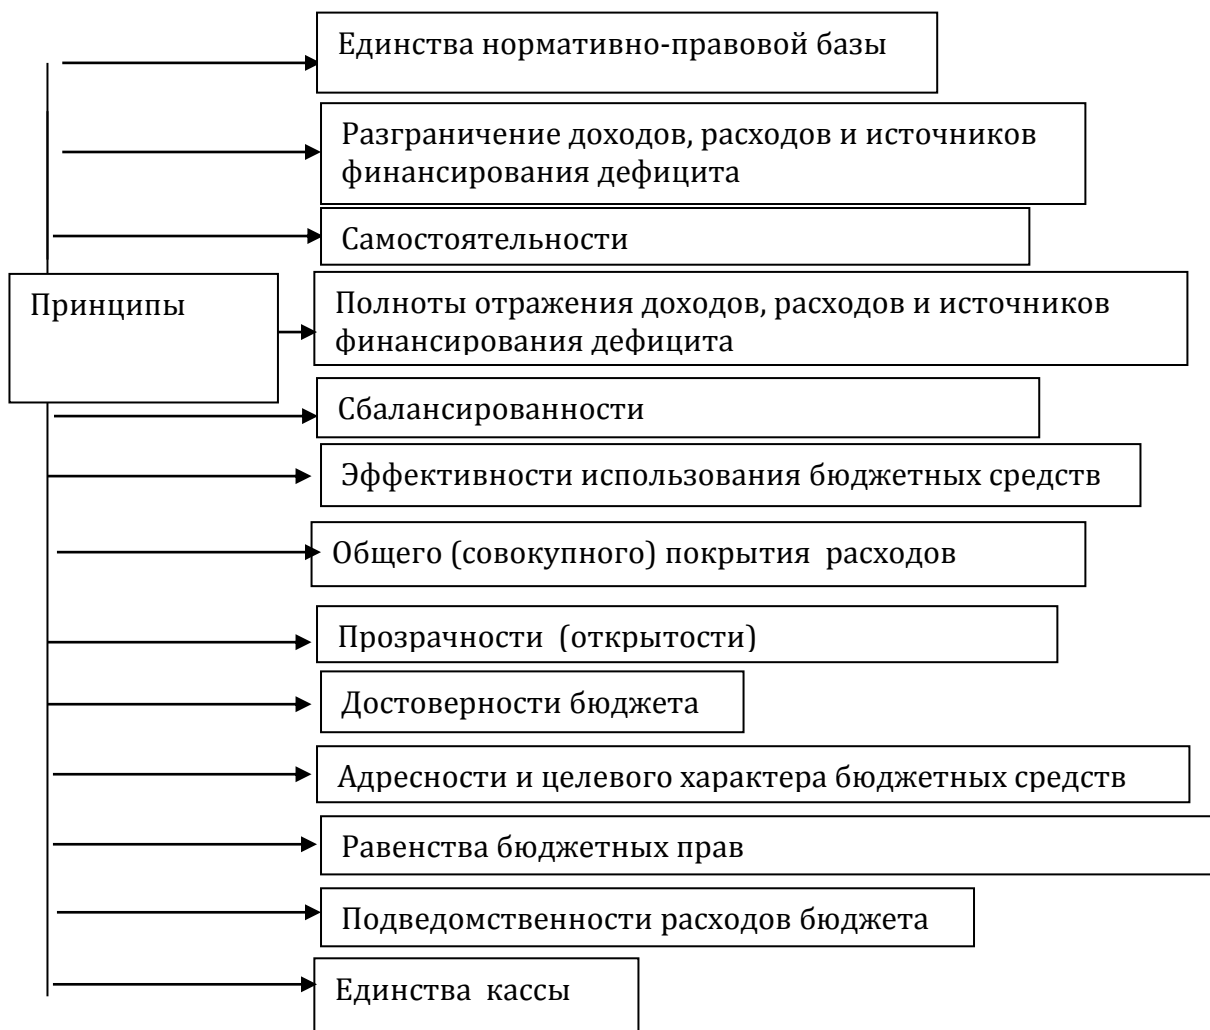 Единства нормативно-правовой базы
Разграничение доходов, расходов и источников
финансирования дефицита
Самостоятельности
Принципы
Полноты отражения доходов, расходов и источников
финансирования дефицита
Сбалансированности
Эффективности использования бюджетных средств
Общего (совокупного) покрытия расходов
Прозрачности (открытости)
Достоверности бюджета
Адресности и целевого характера бюджетных средств
Равенства бюджетных прав
Подведомственности расходов бюджета
Единства кассы